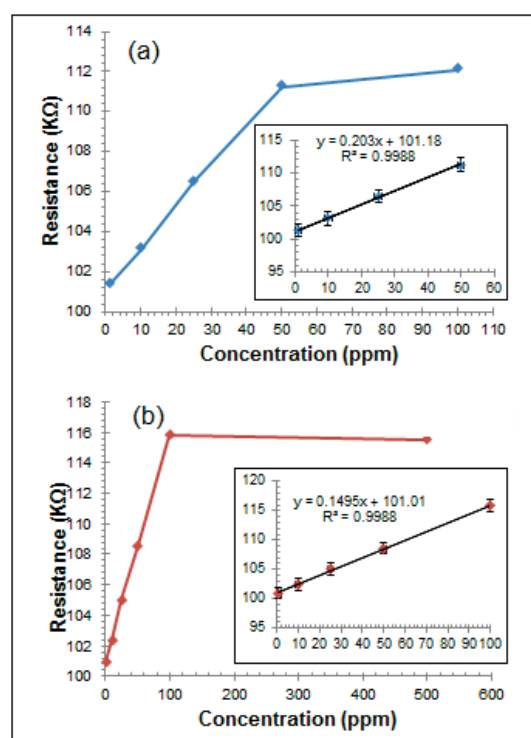 (a)
114
112
110
108
106
104
102
100
Resistance (KΩ)
y = 0.203x + 101.18
R² = 0.9988
115
110
105
100
95
0 10 20 30 40 50 60
0 10 20 30 40 50 60 70 80 90 100 110
Concentration (ppm)
(b)
118
116
114
112
110
108
106
104
102
100
Resistance (KΩ)
y = 0.1495x + 101.01
R² = 0.9988
120
115
110
105
100
95
0 10 20 30 40 50 60 70 80 90 100
0 100 200 300 400 500 600
Concentration (ppm)